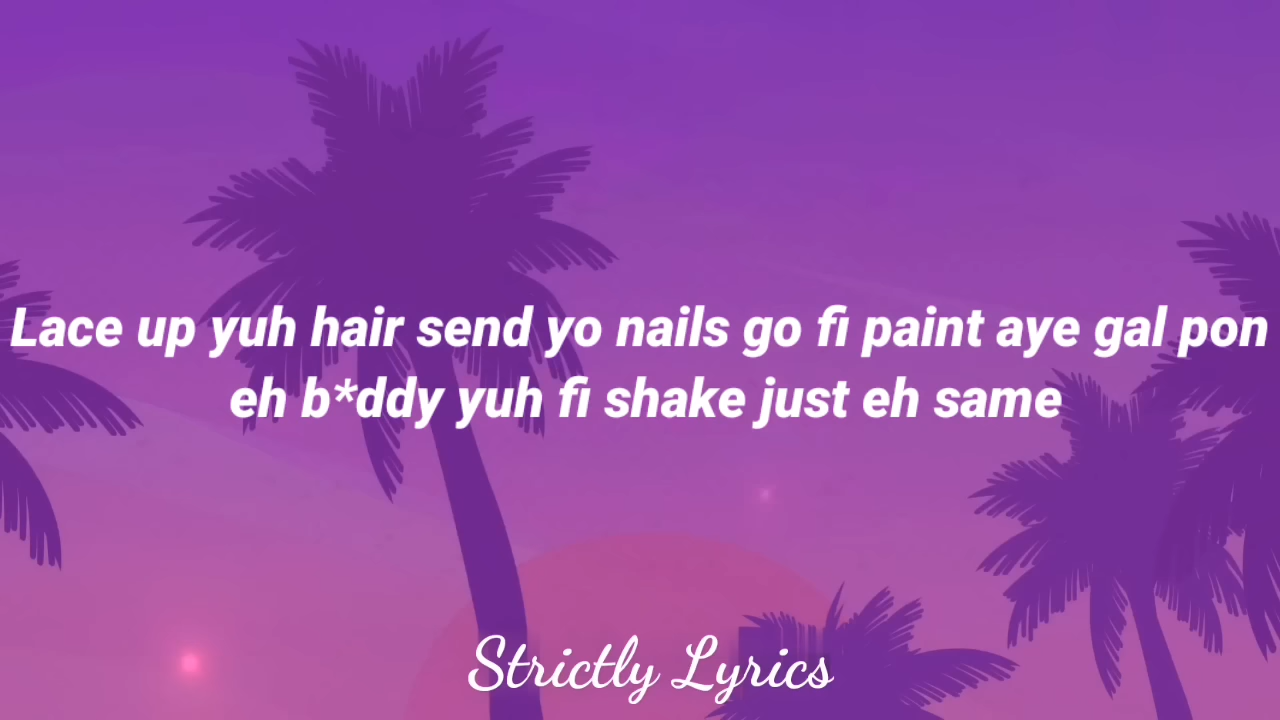 Lace up yuh hair send yo nails go fi paint aye gal pon
eh b*ddy yuh fi shake just eh same
Strictly Lyrics